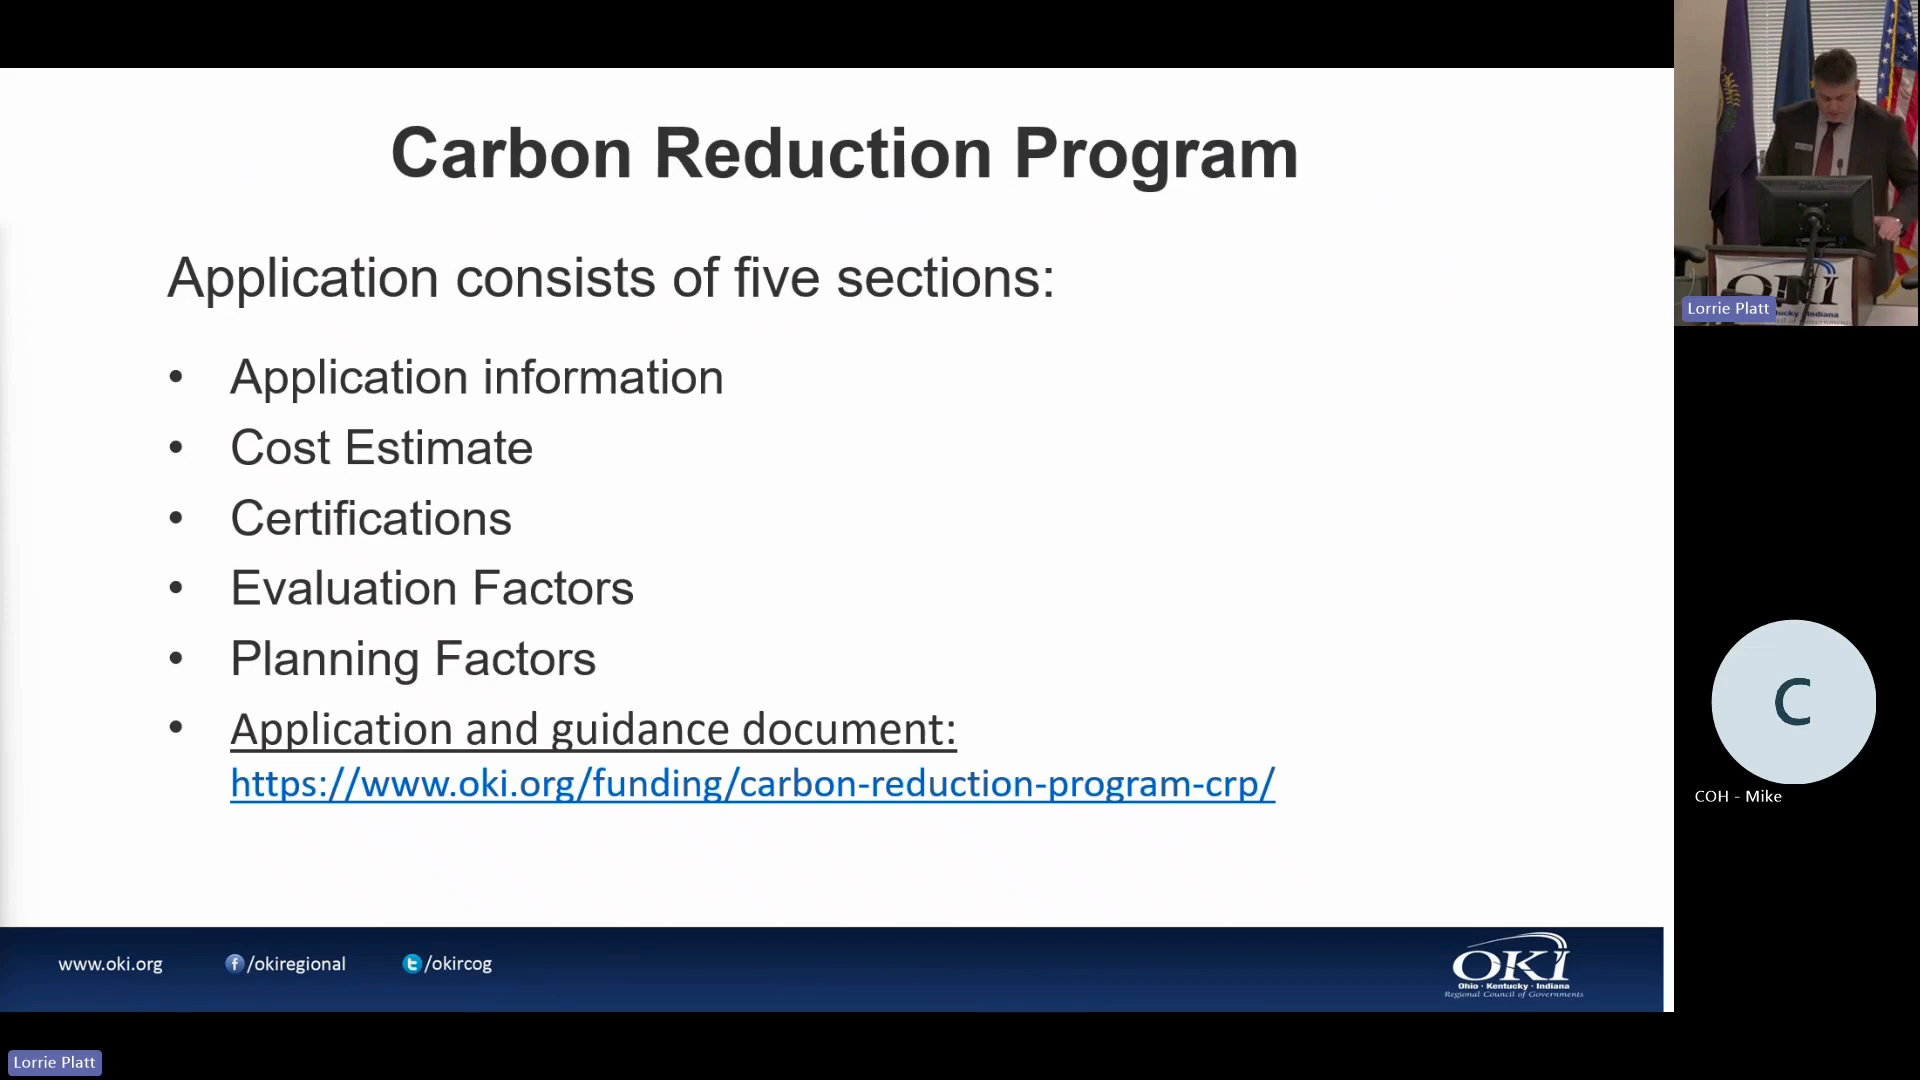 Carbon Reduction Program
Application consists of five sections:
• Application information
• Cost Estimate
• Certifications
• Evaluation Factors
• Planning Factors
• Application and guidance document:
https://www.oki.org/funding/carbon-reduction-program-crp/
www.oki.org
/okiregional
/okircog
OKI
Ohio · Kentucky · Indiana
Regional Council of Governments
Lorrie Platt
OKI
Lorrie Platt
C
COH - Mike